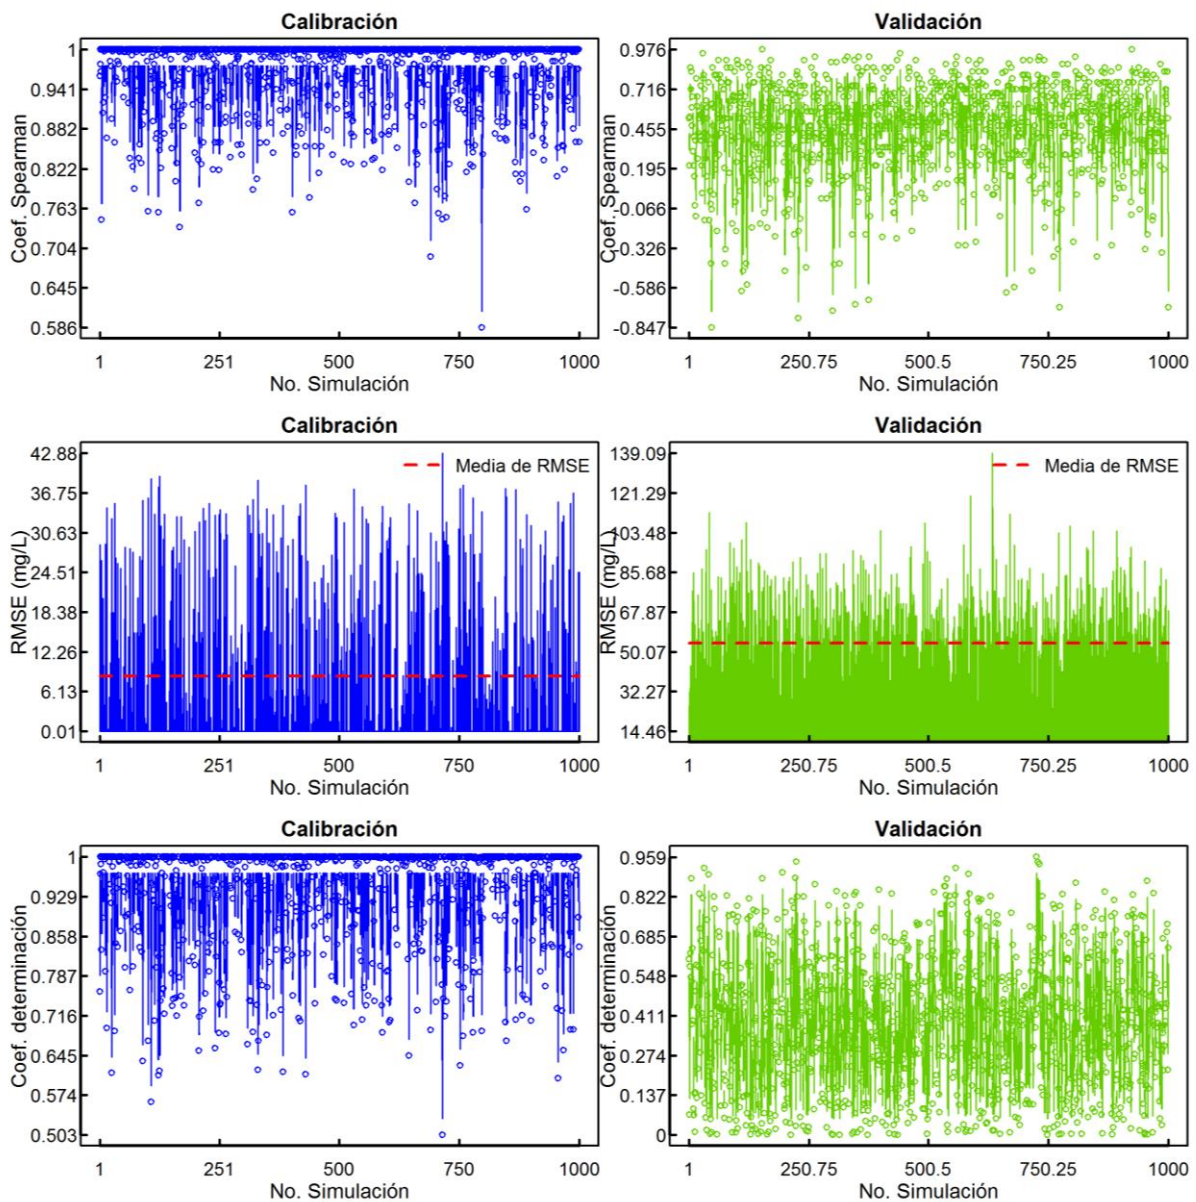 Calibración
Coef. Spearman
1
0.941
0.882
0.822
0.763
0.704
0.645
0.586
1 251 500 750 1000
No. Simulación
Validación
Coef. Spearman
0.976
0.716
0.455
0.195
-0.066
-0.326
-0.586
-0.847
1 250.75 500.5 750.25 1000
No. Simulación
Calibración
RMSE (mg/L)
42.88
36.75
30.63
24.51
18.38
12.26
6.13
0.01
Media de RMSE
1 251 500 750 1000
No. Simulación
Validación
RMSE (mg/L)
139.09
121.29
103.48
85.68
67.87
50.07
32.27
14.46
Media de RMSE
1 250.75 500.5 750.25 1000
No. Simulación
Calibración
Coef. determinación
1
0.929
0.858
0.787
0.716
0.645
0.574
0.503
1 251 500 750 1000
No. Simulación
Validación
Coef. determinación
0.959
0.822
0.685
0.548
0.411
0.274
0.137
0
1 250.75 500.5 750.25 1000
No. Simulación